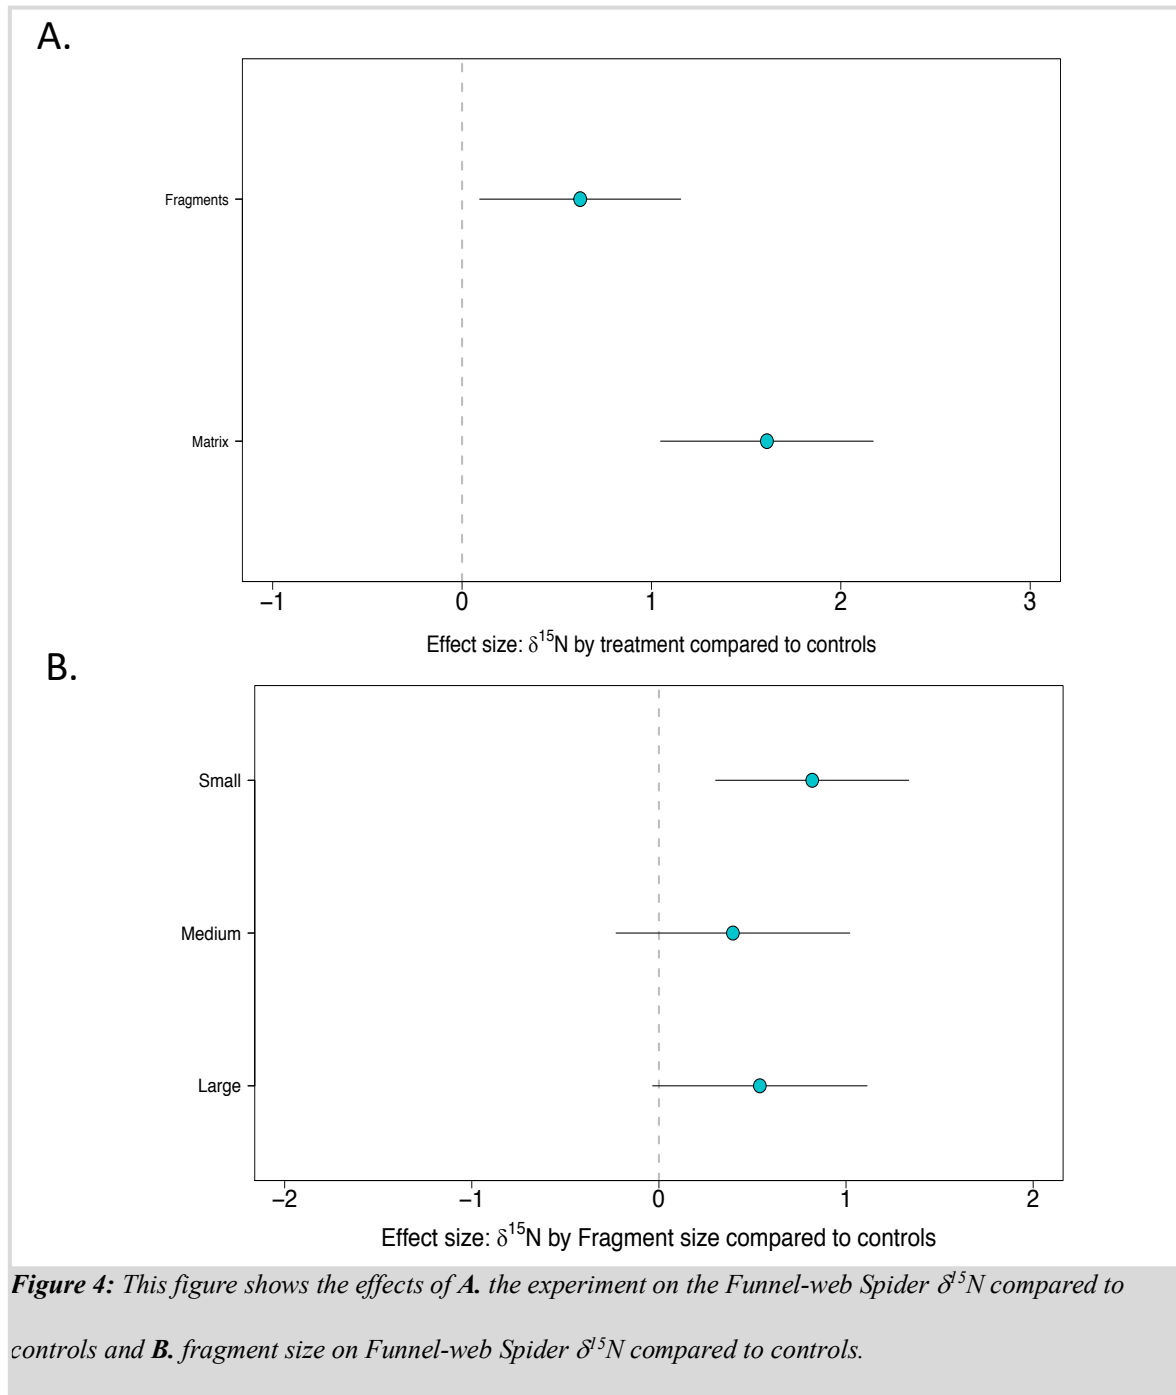 A.
Fragments
Matrix
−1 0 1 2 3
Effect size: δ¹⁵N by treatment compared to controls
B.
Small
Medium
Large
−2 −1 0 1 2
Effect size: δ¹⁵N by Fragment size compared to controls
Figure 4: This figure shows the effects of A. the experiment on the Funnel-web Spider δ¹⁵N compared to
controls and B. fragment size on Funnel-web Spider δ¹⁵N compared to controls.